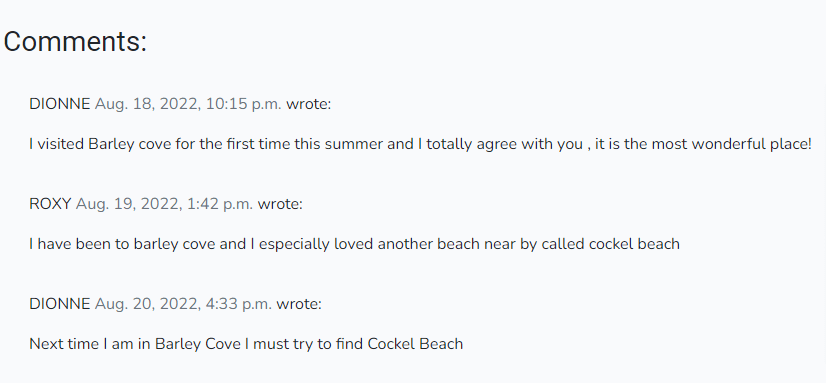 Comments:
DIONNE Aug. 18, 2022, 10:15 p.m. wrote:
I visited Barley cove for the first time this summer and I totally agree with you , it is the most wonderful place!
ROXY Aug. 19, 2022, 1:42 p.m. wrote:
I have been to barley cove and I especially loved another beach near by called cockel beach
DIONNE Aug. 20, 2022, 4:33 p.m. wrote:
Next time I am in Barley Cove I must try to find Cockel Beach